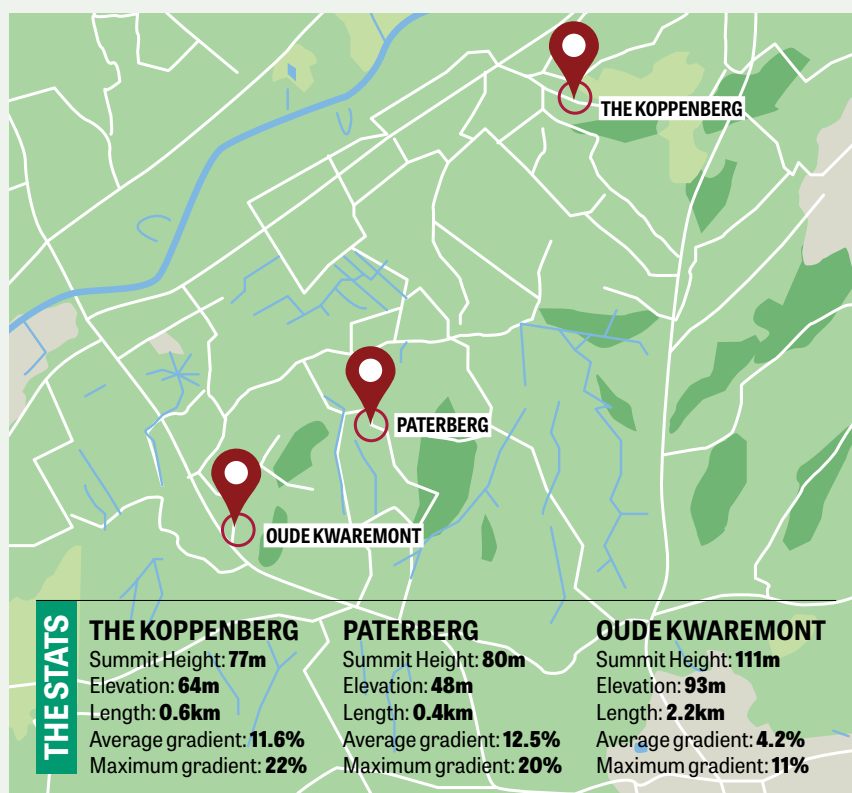 THE KOPPENBERG
PATERBERG
OUDE KWAREMONT
THE STATS
THE KOPPENBERG
Summit Height: 77m
Elevation: 64m
Length: 0.6km
Average gradient: 11.6%
Maximum gradient: 22%
PATERBERG
Summit Height: 80m
Elevation: 48m
Length: 0.4km
Average gradient: 12.5%
Maximum gradient: 20%
OUDE KWAREMONT
Summit Height: 111m
Elevation: 93m
Length: 2.2km
Average gradient: 4.2%
Maximum gradient: 11%